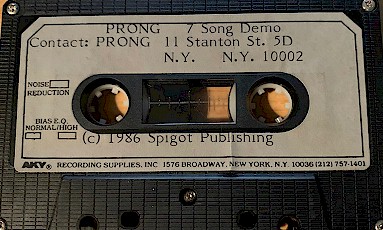 PRONG 7 Song Demo
Contact: PRONG 11 Stanton St. 5D
N.Y. N.Y. 10002
NOISE
REDUCTION
BIAS E.Q.
NORMAL/HIGH
(c) 1986 Spigot Publishing
AKY® RECORDING SUPPLIES, INC 1576 BROADWAY, NEW YORK, N.Y. 10036 (212) 757-1401